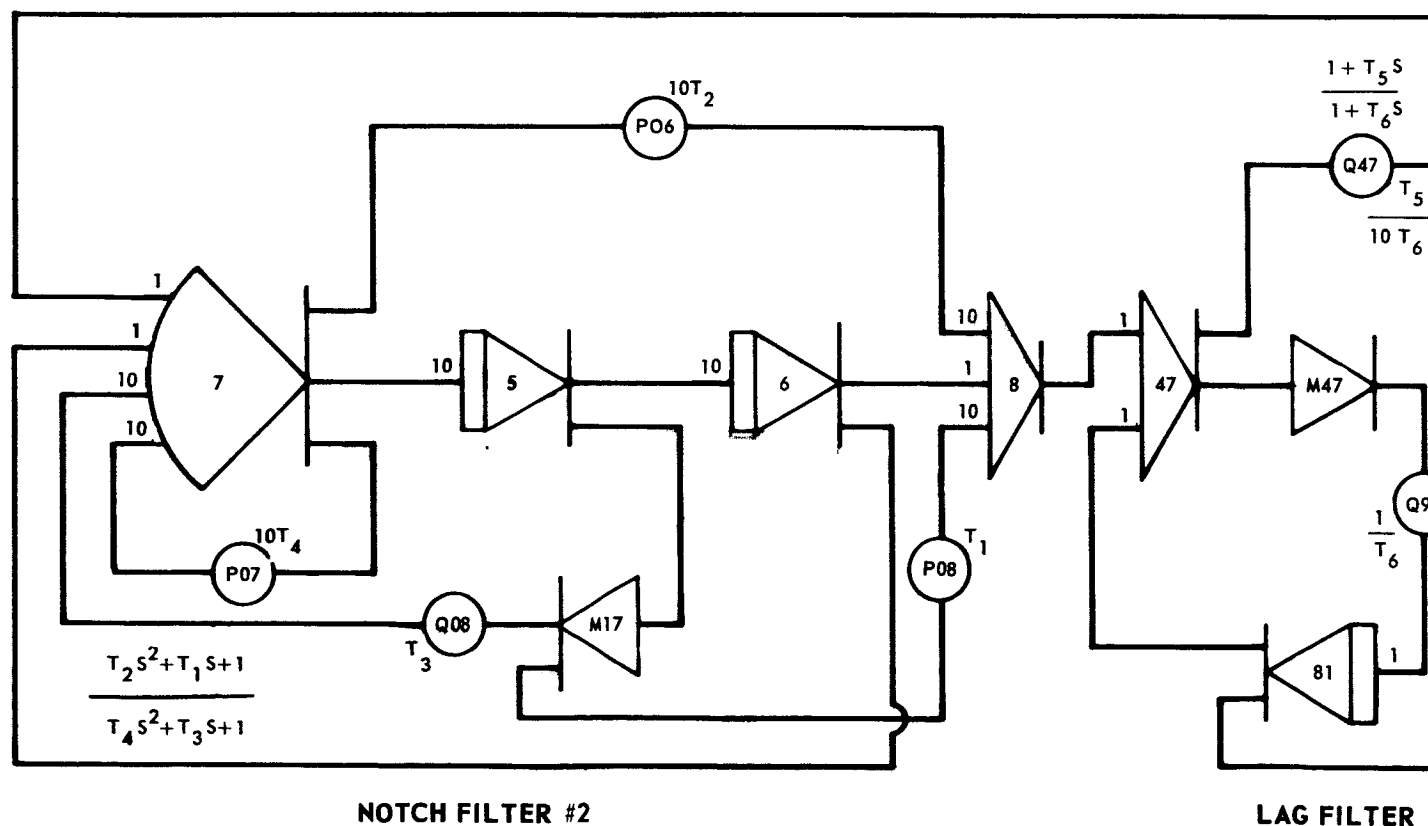 10T2
PO6
1 + T5S
1 + T6S
Q47
T5
10 T6
1
1
10
10
7
10
5
10
6
10
1
10
8
1
1
47
M47
10T4
P07
Q08
T3
M17
T1
P08
Q9
1
T6
81
1
T2S²+T1S+1
T4S²+T3S+1
NOTCH FILTER #2
LAG FILTER